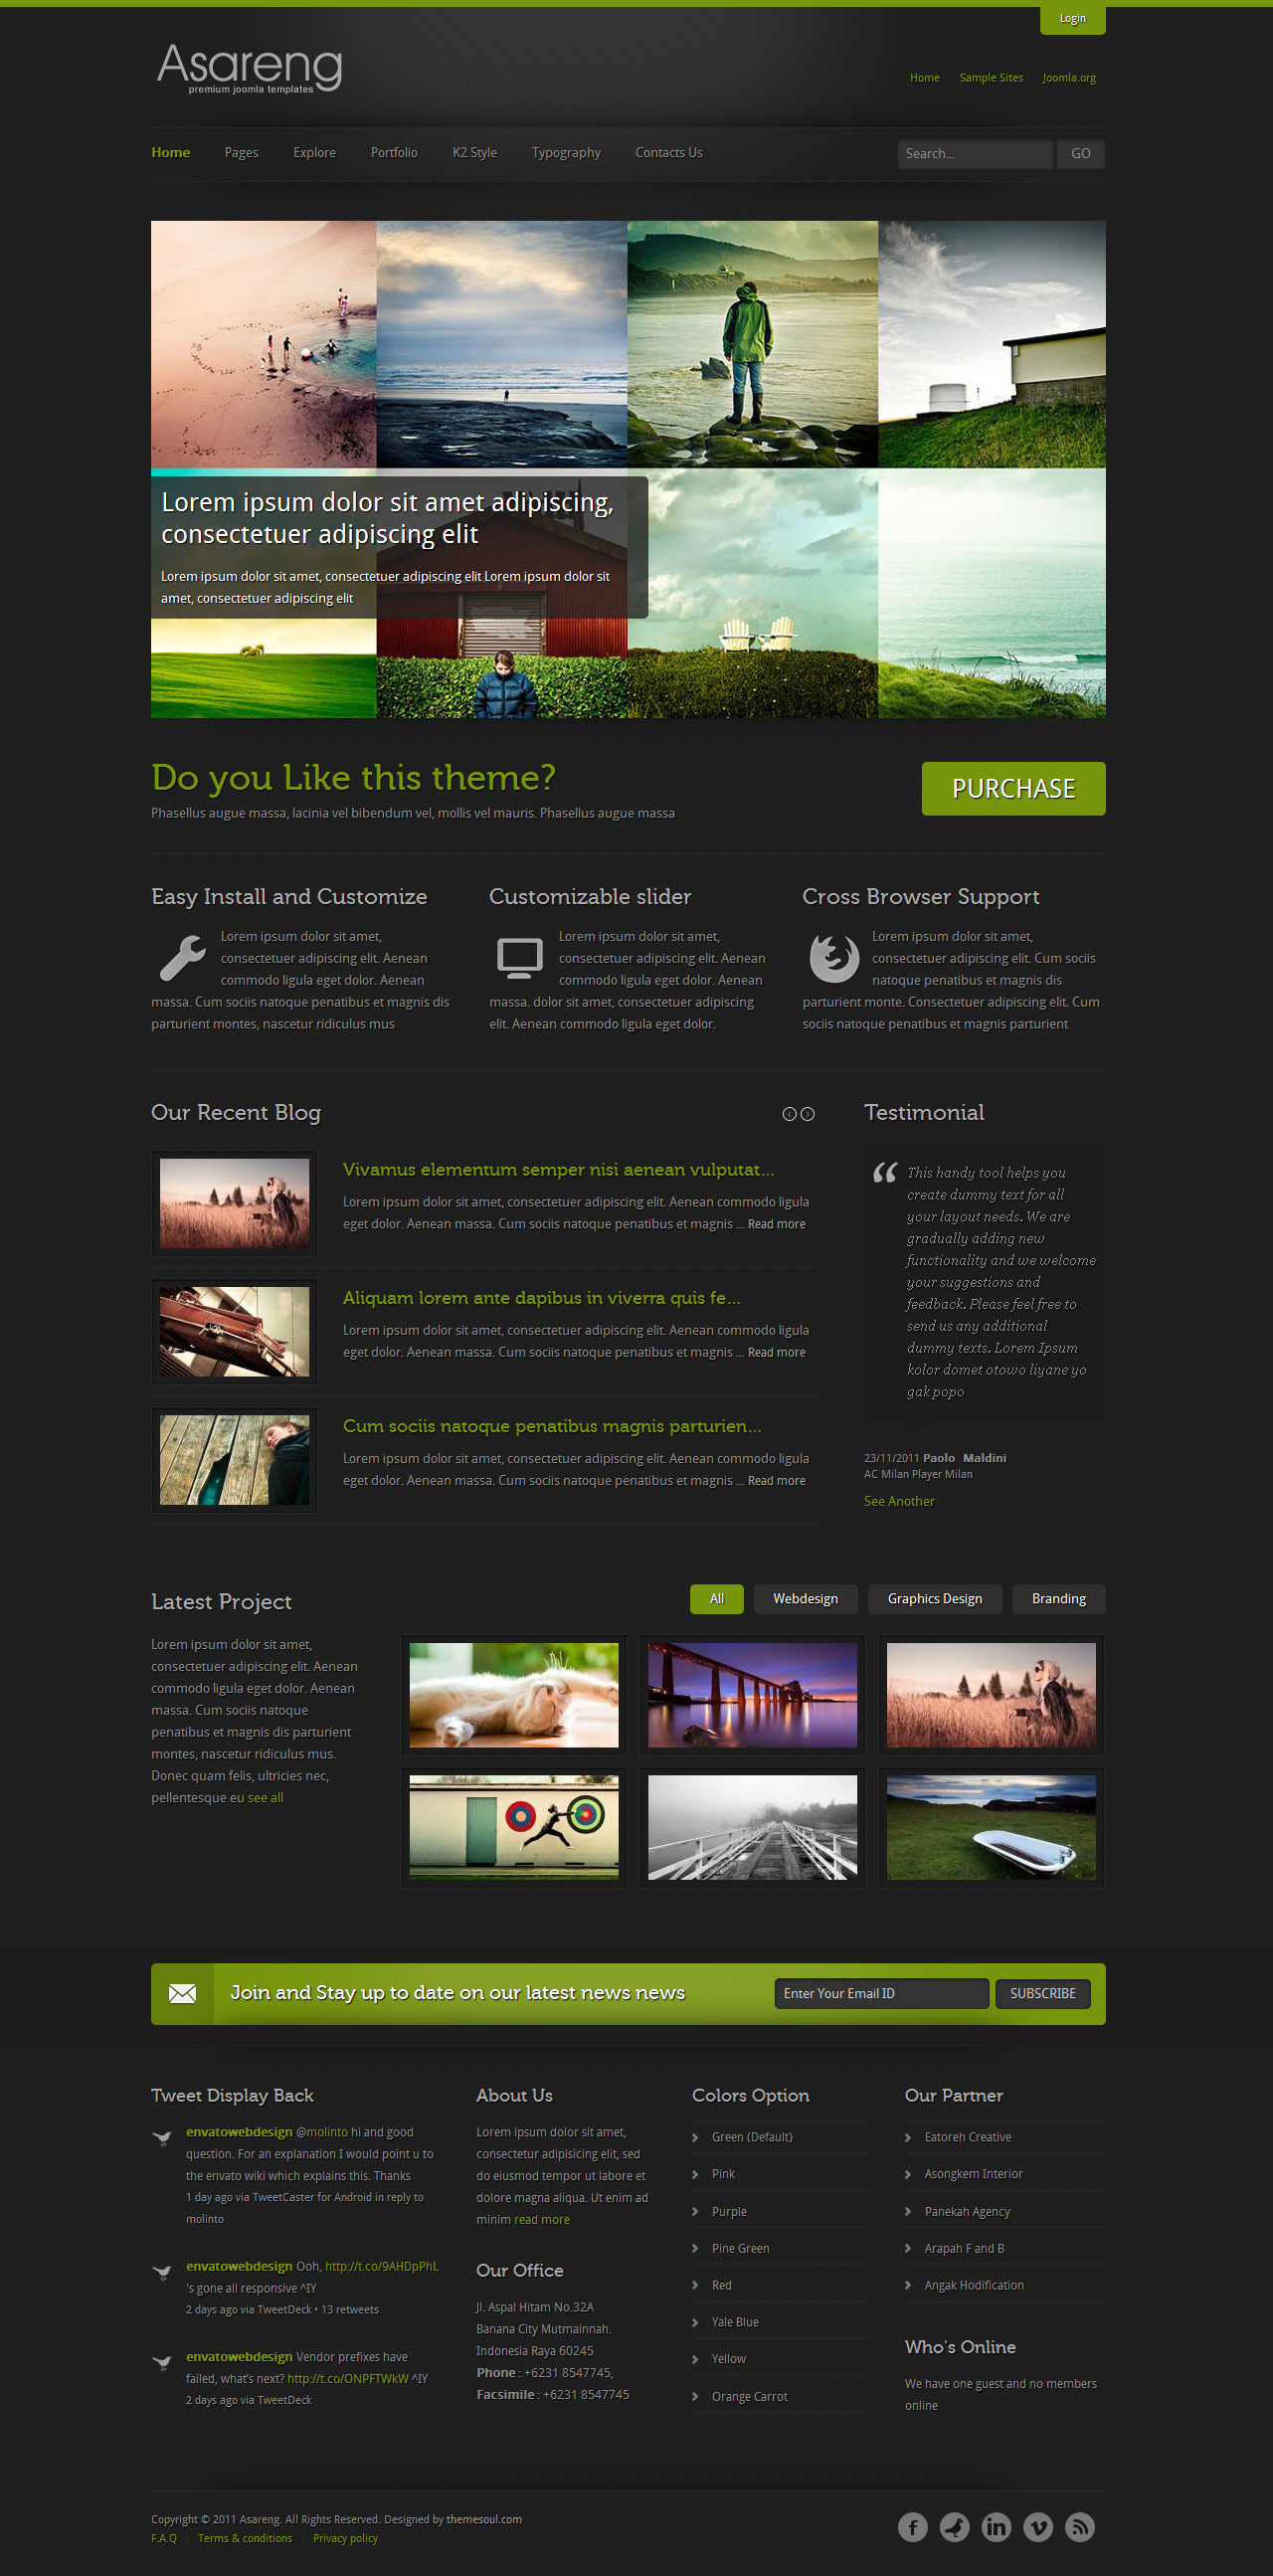 Login
Asareng
premium joomla templates
Home Sample Sites Joomla.org
Home Pages Explore Portfolio K2 Style Typography Contacts Us Search... GO
Lorem ipsum dolor sit amet adipiscing,
consectetuer adipiscing elit
Lorem ipsum dolor sit amet, consectetuer adipiscing elit Lorem ipsum dolor sit
amet, consectetuer adipiscing elit
Do you Like this theme?
Phasellus augue massa, lacinia vel bibendum vel, mollis vel mauris. Phasellus augue massa
PURCHASE
Easy Install and Customize
Lorem ipsum dolor sit amet,
consectetuer adipiscing elit. Aenean
commodo ligula eget dolor. Aenean
massa. Cum sociis natoque penatibus et magnis dis
parturient montes, nascetur ridiculus mus
Customizable slider
Lorem ipsum dolor sit amet,
consectetuer adipiscing elit. Aenean
commodo ligula eget dolor. Aenean
massa. dolor sit amet, consectetuer adipiscing
elit. Aenean commodo ligula eget dolor.
Cross Browser Support
Lorem ipsum dolor sit amet,
consectetuer adipiscing elit. Cum sociis
natoque penatibus et magnis dis
parturient monte. Consectetuer adipiscing elit. Cum
sociis natoque penatibus et magnis parturient
Our Recent Blog
Vivamus elementum semper nisi aenean vulputat...
Lorem ipsum dolor sit amet, consectetuer adipiscing elit. Aenean commodo ligula
eget dolor. Aenean massa. Cum sociis natoque penatibus et magnis ... Read more
Aliquam lorem ante dapibus in viverra quis fe...
Lorem ipsum dolor sit amet, consectetuer adipiscing elit. Aenean commodo ligula
eget dolor. Aenean massa. Cum sociis natoque penatibus et magnis ... Read more
Cum sociis natoque penatibus magnis parturien...
Lorem ipsum dolor sit amet, consectetuer adipiscing elit. Aenean commodo ligula
eget dolor. Aenean massa. Cum sociis natoque penatibus et magnis ... Read more
Testimonial
“ This handy tool helps you
create dummy text for all
your layout needs. We are
gradually adding new
functionality and we welcome
your suggestions and
feedback. Please feel free to
send us any additional
dummy texts. Lorem Ipsum
kolor domet otowo liyane yo
gak popo
23/11/2011 Paolo Maldini
AC Milan Player Milan
See Another
Latest Project
All Webdesign Graphics Design Branding
Lorem ipsum dolor sit amet,
consectetuer adipiscing elit. Aenean
commodo ligula eget dolor. Aenean
massa. Cum sociis natoque
penatibus et magnis dis parturient
montes, nascetur ridiculus mus.
Donec quam felis, ultricies nec,
pellentesque eu see all
Join and Stay up to date on our latest news news
Enter Your Email ID SUBSCRIBE
Tweet Display Back
envatowebdesign @molinto hi and good
question. For an explanation I would point u to
the envato wiki which explains this. Thanks
1 day ago via TweetCaster for Android in reply to
molinto
envatowebdesign Ooh, http://t.co/9AHDpPhL
's gone all responsive ^IY
2 days ago via TweetDeck • 13 retweets
envatowebdesign Vendor prefixes have
failed, what's next? http://t.co/ONPFTWkW ^IY
2 days ago via TweetDeck
About Us
Lorem ipsum dolor sit amet,
consectetur adipisicing elit, sed
do eiusmod tempor ut labore et
dolore magna aliqua. Ut enim ad
minim read more
Our Office
Jl. Aspal Hitam No.32A
Banana City Mutmainnah.
Indonesia Raya 60245
Phone : +6231 8547745,
Facsimile : +6231 8547745
Colors Option
Green (Default)
Pink
Purple
Pine Green
Red
Yale Blue
Yellow
Orange Carrot
Our Partner
Eatoreh Creative
Asongkem Interior
Panekah Agency
Arapah F and B
Angak Hodification
Who's Online
We have one guest and no members
online
Copyright © 2011 Asareng. All Rights Reserved. Designed by themesoul.com
F.A.Q Terms & conditions Privacy policy